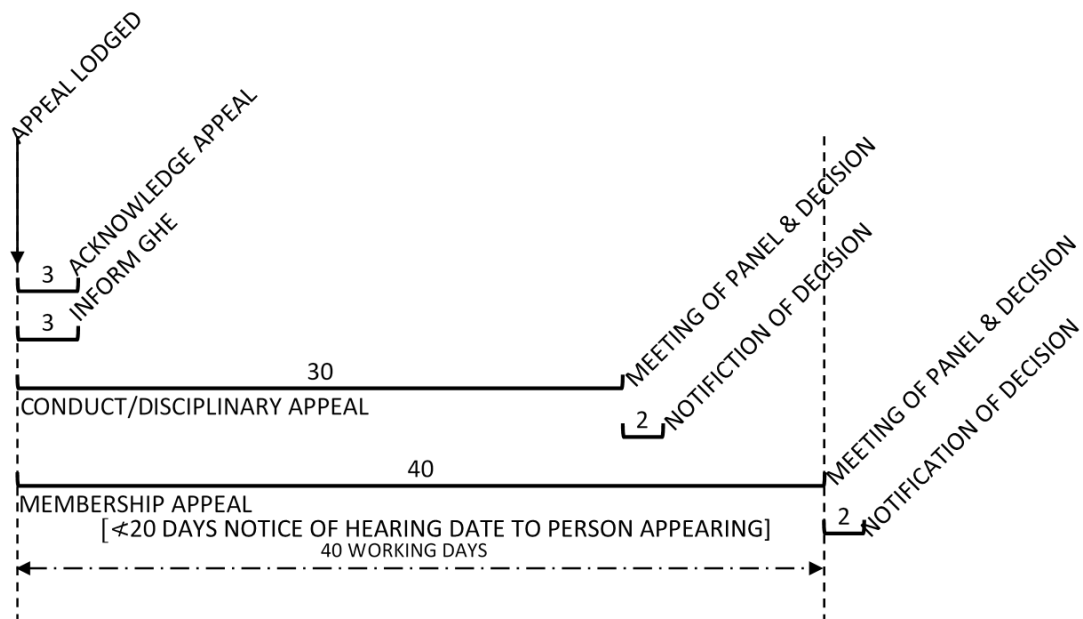 APPEAL LODGED
ACKNOWLEDGE APPEAL
3
INFORM GHE
3
MEETING OF PANEL & DECISION
30
CONDUCT/DISCIPLINARY APPEAL
NOTIFICTION OF DECISION
2
MEETING OF PANEL & DECISION
40
MEMBERSHIP APPEAL
NOTIFICATION OF DECISION
2
[≮20 DAYS NOTICE OF HEARING DATE TO PERSON APPEARING]
40 WORKING DAYS